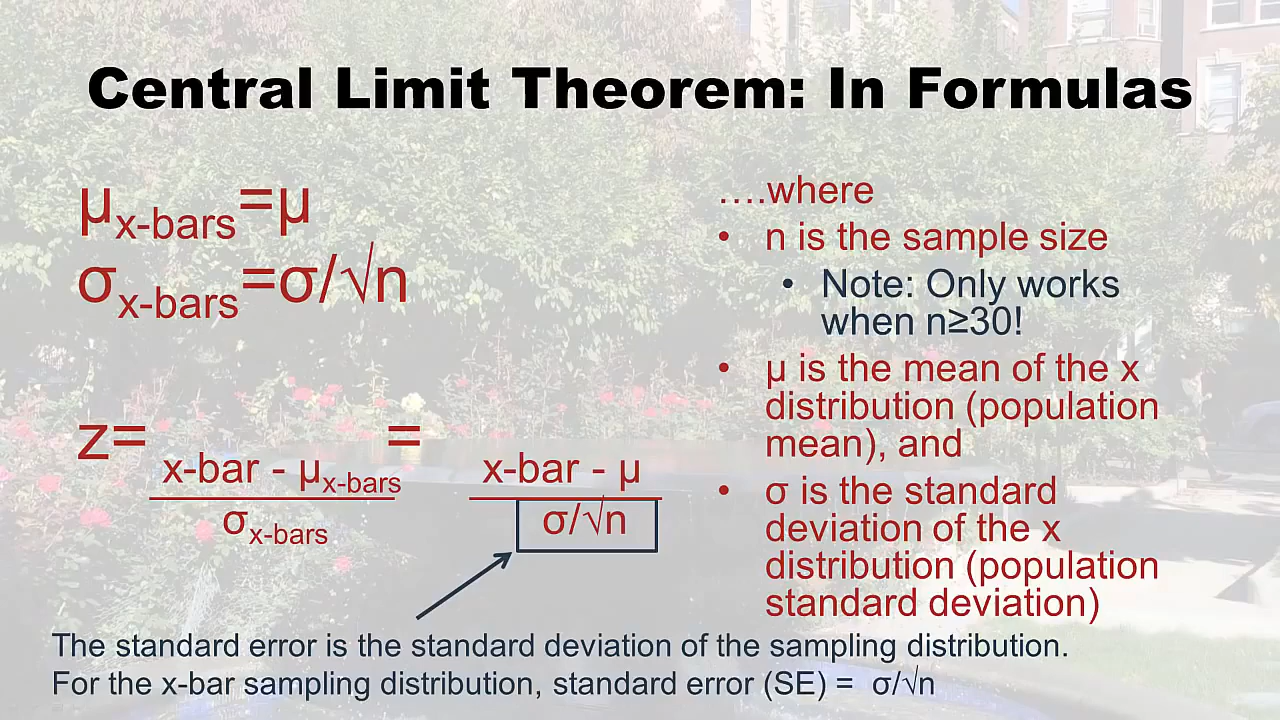 Central Limit Theorem: In Formulas
μx-bars=μ
σx-bars=σ/√n
z= x-bar - μx-bars = x-bar - μ
σx-bars σ/√n
….where
• n is the sample size
• Note: Only works
when n≥30!
• μ is the mean of the x
distribution (population
mean), and
• σ is the standard
deviation of the x
distribution (population
standard deviation)
The standard error is the standard deviation of the sampling distribution.
For the x-bar sampling distribution, standard error (SE) = σ/√n